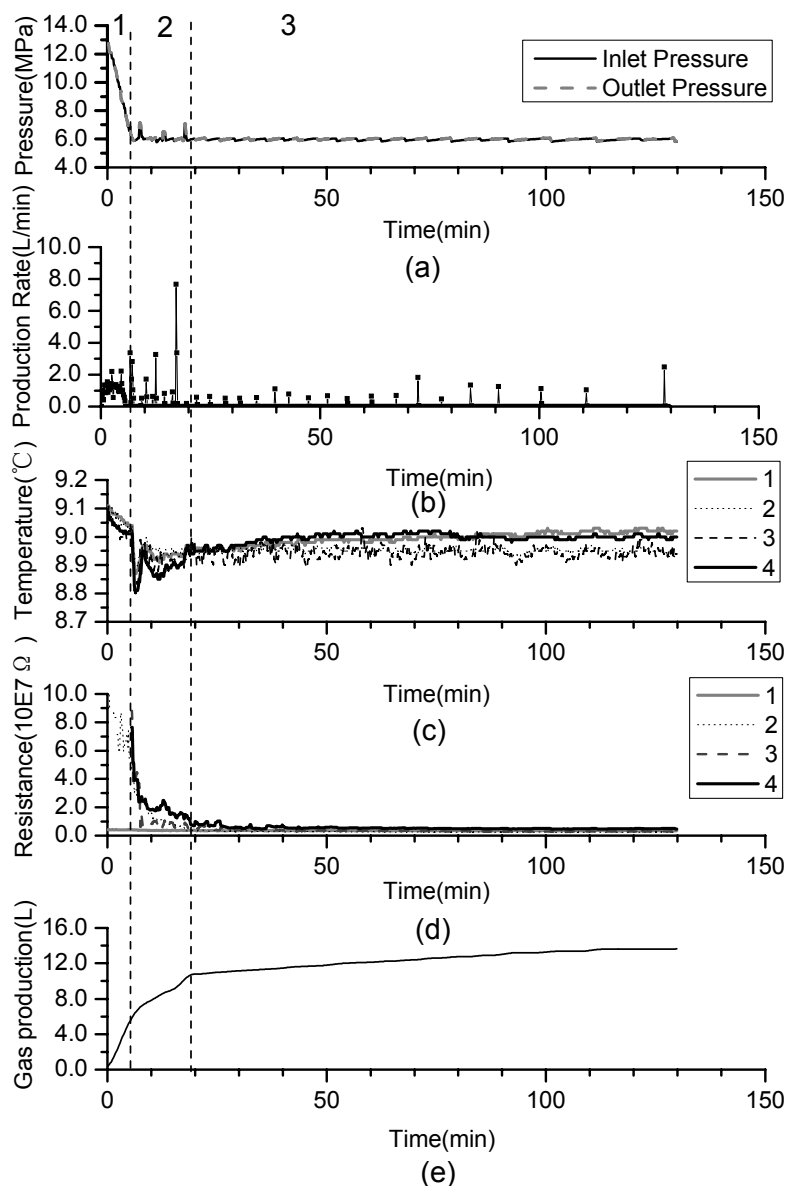 1 2 3
Pressure(MPa)
14.0
12.0
10.0
8.0
6.0
4.0
Inlet Pressure
Outlet Pressure
50 100 150
Time(min)
(a)
Production Rate(L/min)
10.0
8.0
6.0
4.0
2.0
0.0
0 50 100 150
Time(min)
(b)
Temperature(℃)
9.2
9.1
9.0
8.9
8.8
8.7
1
2
3
4
50 100 150
Time(min)
(c)
Resistance(10E7 Ω)
10.0
8.0
6.0
4.0
2.0
0.0
1
2
3
4
50 100 150
Time(min)
(d)
Gas production(L)
16.0
12.0
8.0
4.0
0.0
0 50 100 150
Time(min)
(e)